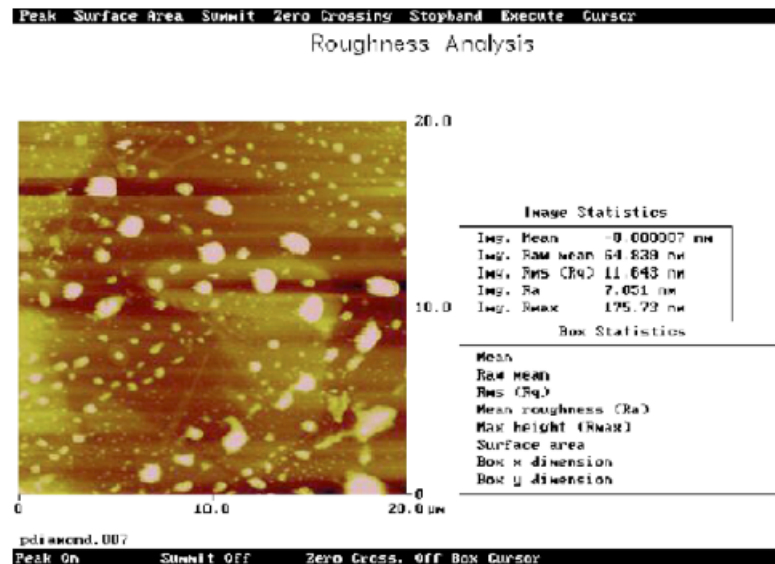 Peak Surface Area Summit Zero Crossing Stopband Execute Cursor
Roughness Analysis
20.0
10.0
0
0 10.0 20.0 µm
Image Statistics
Img. Mean -0.000007 nm
Img. Raw mean 64.839 nm
Img. Rms (Rq) 11.643 nm
Img. Ra 7.051 nm
Img. Rmax 175.73 nm
Box Statistics
Mean
Raw mean
Rms (Rq)
Mean roughness (Ra)
Max height (Rmax)
Surface area
Box x dimension
Box y dimension
pdiamond.007
Peak On Summit Off Zero Cross. Off Box Cursor